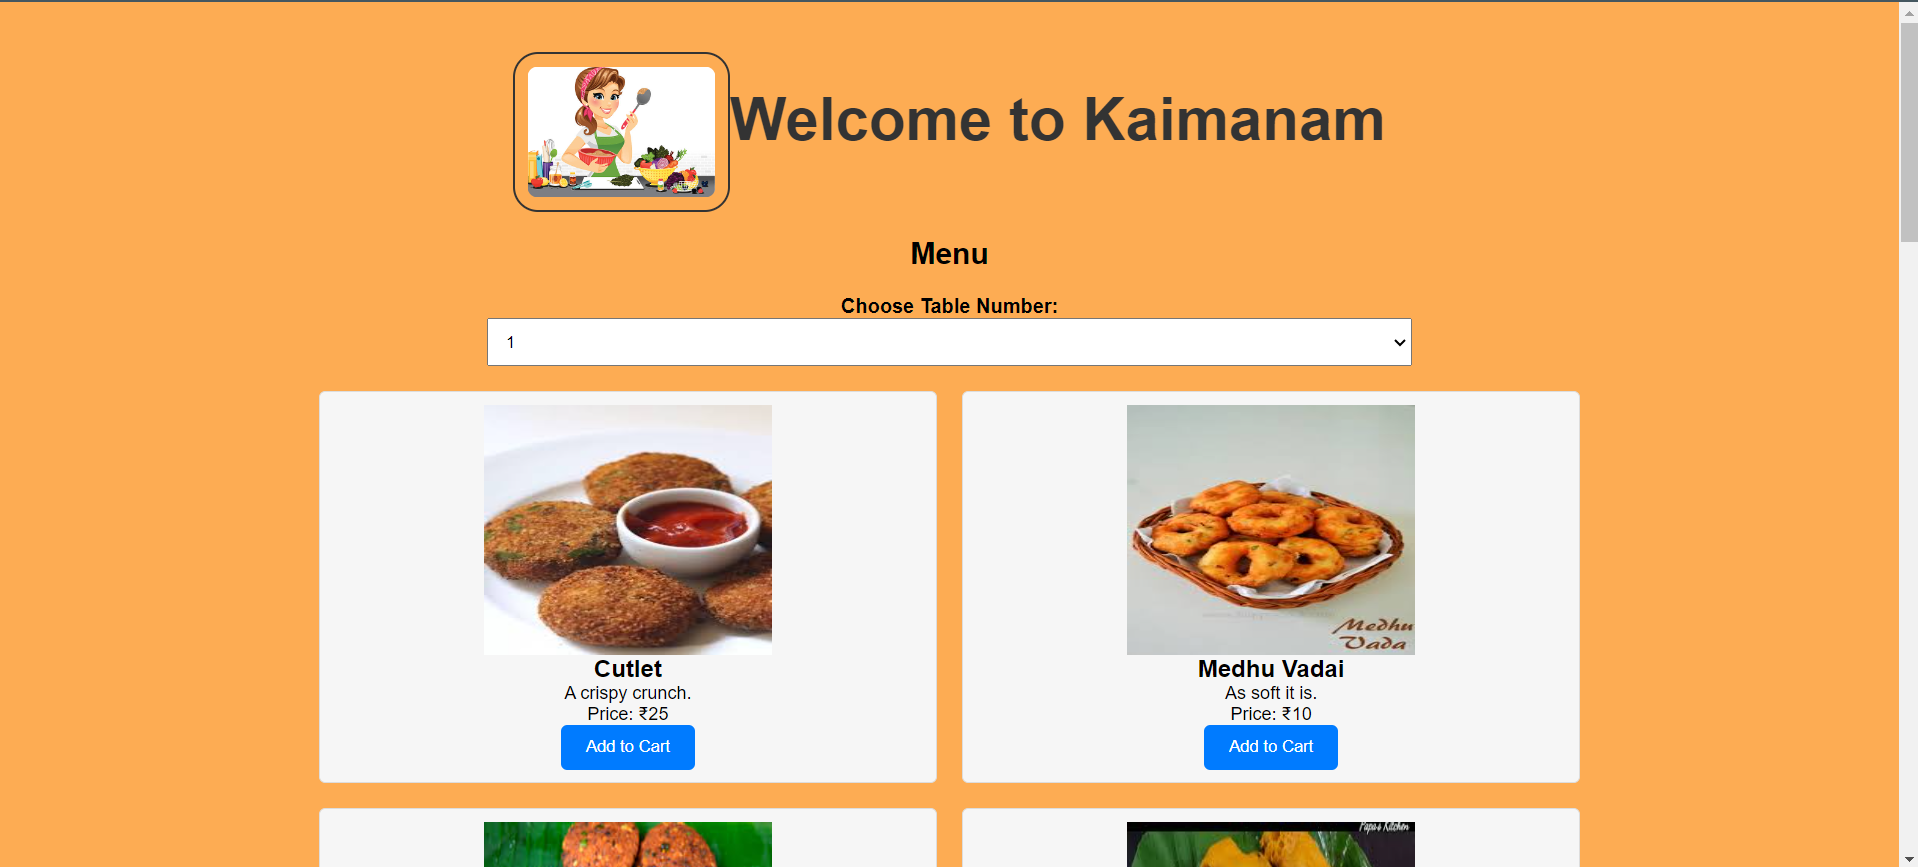 Welcome to Kaimanam
Menu
Choose Table Number:
1
Medhu
Vada
Cutlet
A crispy crunch.
Price: ₹25
Add to Cart
Medhu Vadai
As soft it is.
Price: ₹10
Add to Cart
Papa's Kitchen